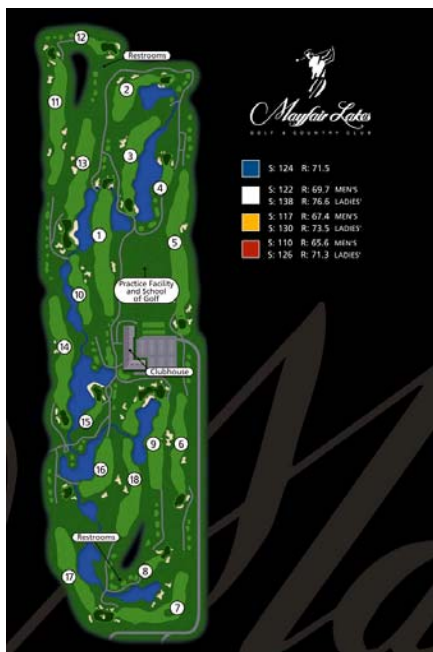 12
Restrooms
2
11
3
13
4
1
5
Practice Facility
and School
of Golf
10
14
Clubhouse
15
9
6
16
18
Restrooms
8
17
7
Mayfair Lakes
GOLF & COUNTRY CLUB
S: 124 R: 71.5
S: 122 R: 69.7 MEN'S
S: 138 R: 76.6 LADIES'
S: 117 R: 67.4 MEN'S
S: 130 R: 73.5 LADIES'
S: 110 R: 65.6 MEN'S
S: 126 R: 71.3 LADIES'